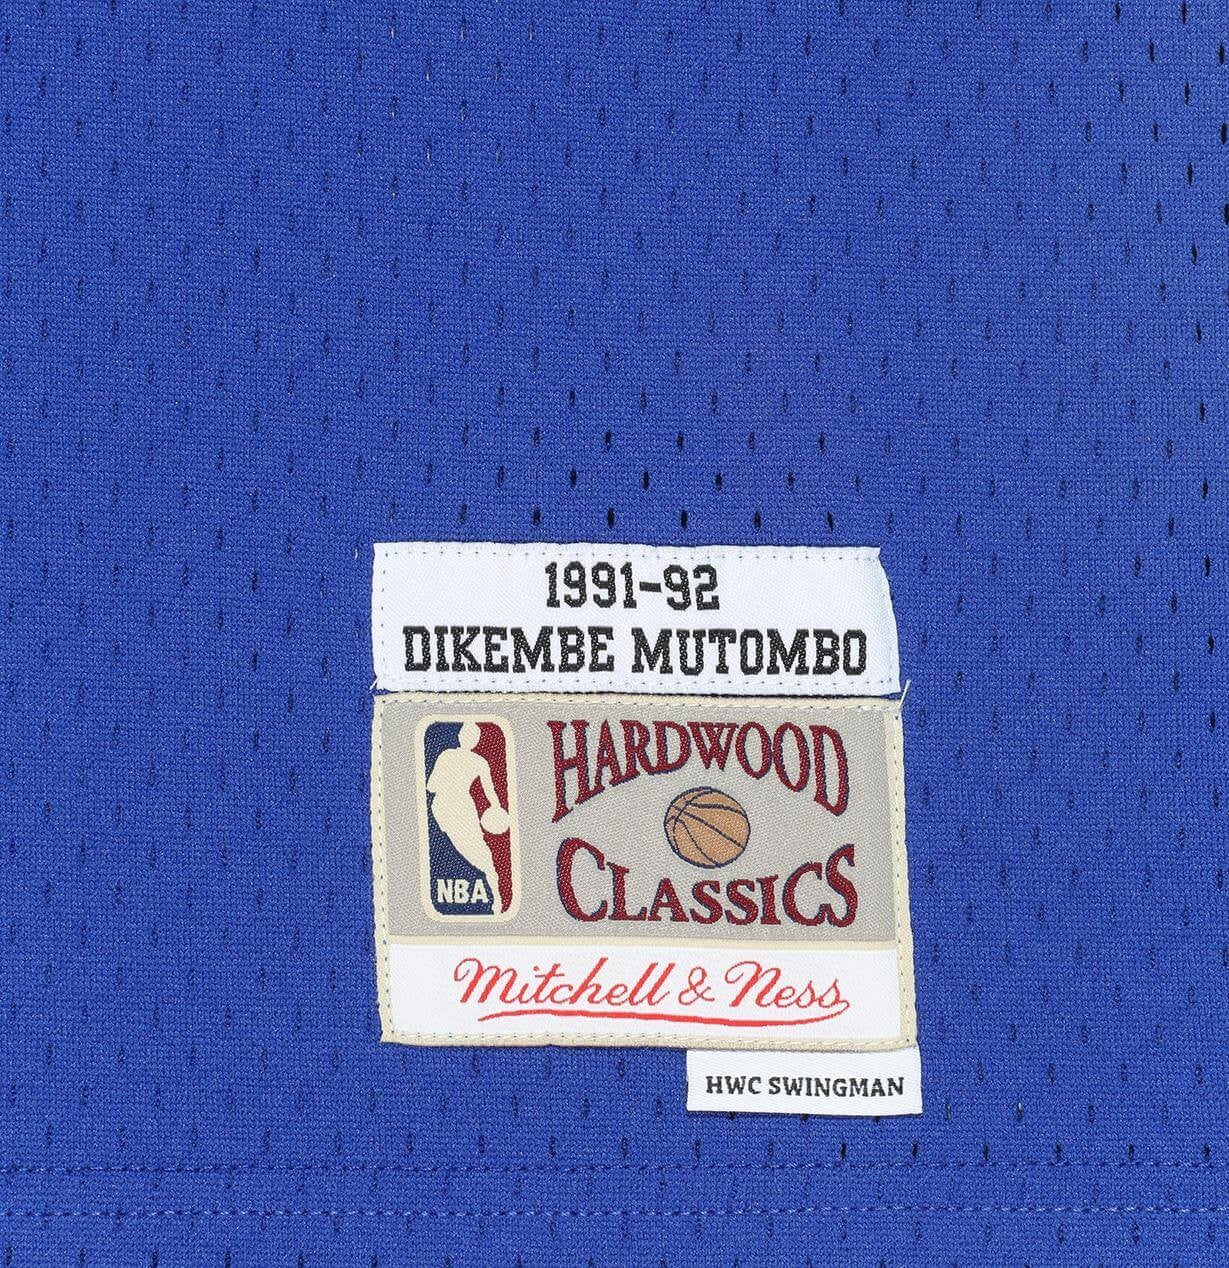 1991-92
DIKEMBE MUTOMBO
HARDWOOD
CLASSICS
NBA
Mitchell & Ness
HWC SWINGMAN